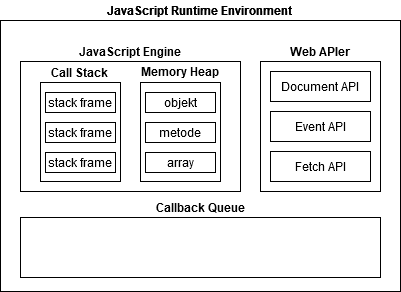 JavaScript Runtime Environment
JavaScript Engine
Web APIer
Call Stack
Memory Heap
stack frame
stack frame
stack frame
objekt
metode
array
Document API
Event API
Fetch API
Callback Queue